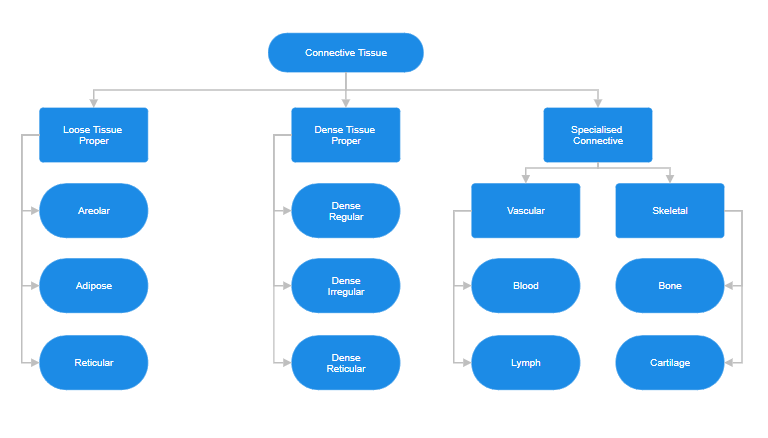 Connective Tissue
Loose Tissue
Proper
Dense Tissue
Proper
Specialised
Connective
Areolar
Dense
Regular
Vascular
Skeletal
Adipose
Dense
Irregular
Blood
Bone
Reticular
Dense
Reticular
Lymph
Cartilage